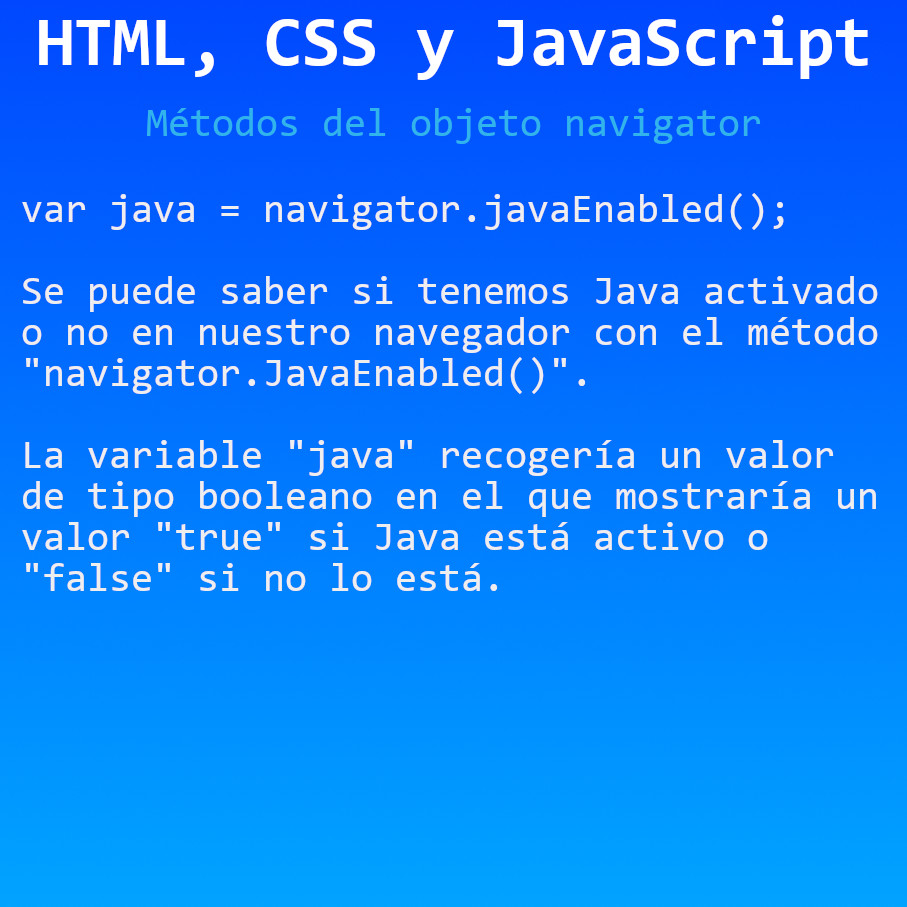 HTML, CSS y JavaScript
Métodos del objeto navigator
var java = navigator.javaEnabled();
Se puede saber si tenemos Java activado
o no en nuestro navegador con el método
"navigator.JavaEnabled()".
La variable "java" recogería un valor
de tipo booleano en el que mostraría un
valor "true" si Java está activo o
"false" si no lo está.